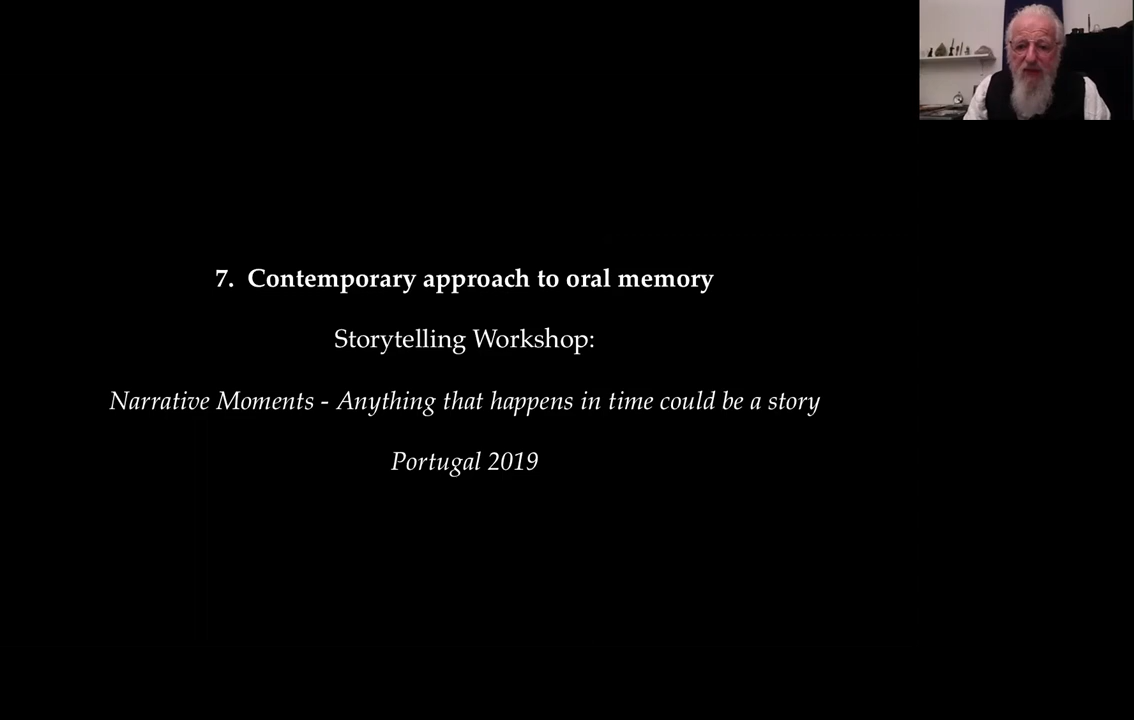 7. Contemporary approach to oral memory
Storytelling Workshop:
Narrative Moments - Anything that happens in time could be a story
Portugal 2019